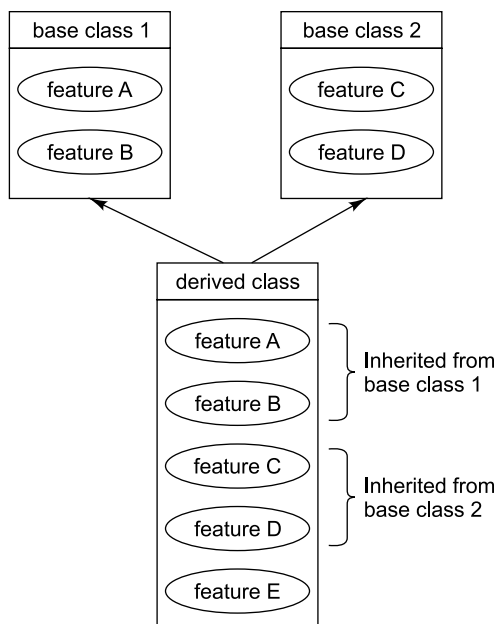 base class 1
feature A
feature B
base class 2
feature C
feature D
derived class
feature A
feature B
feature C
feature D
feature E
Inherited from
base class 1
Inherited from
base class 2